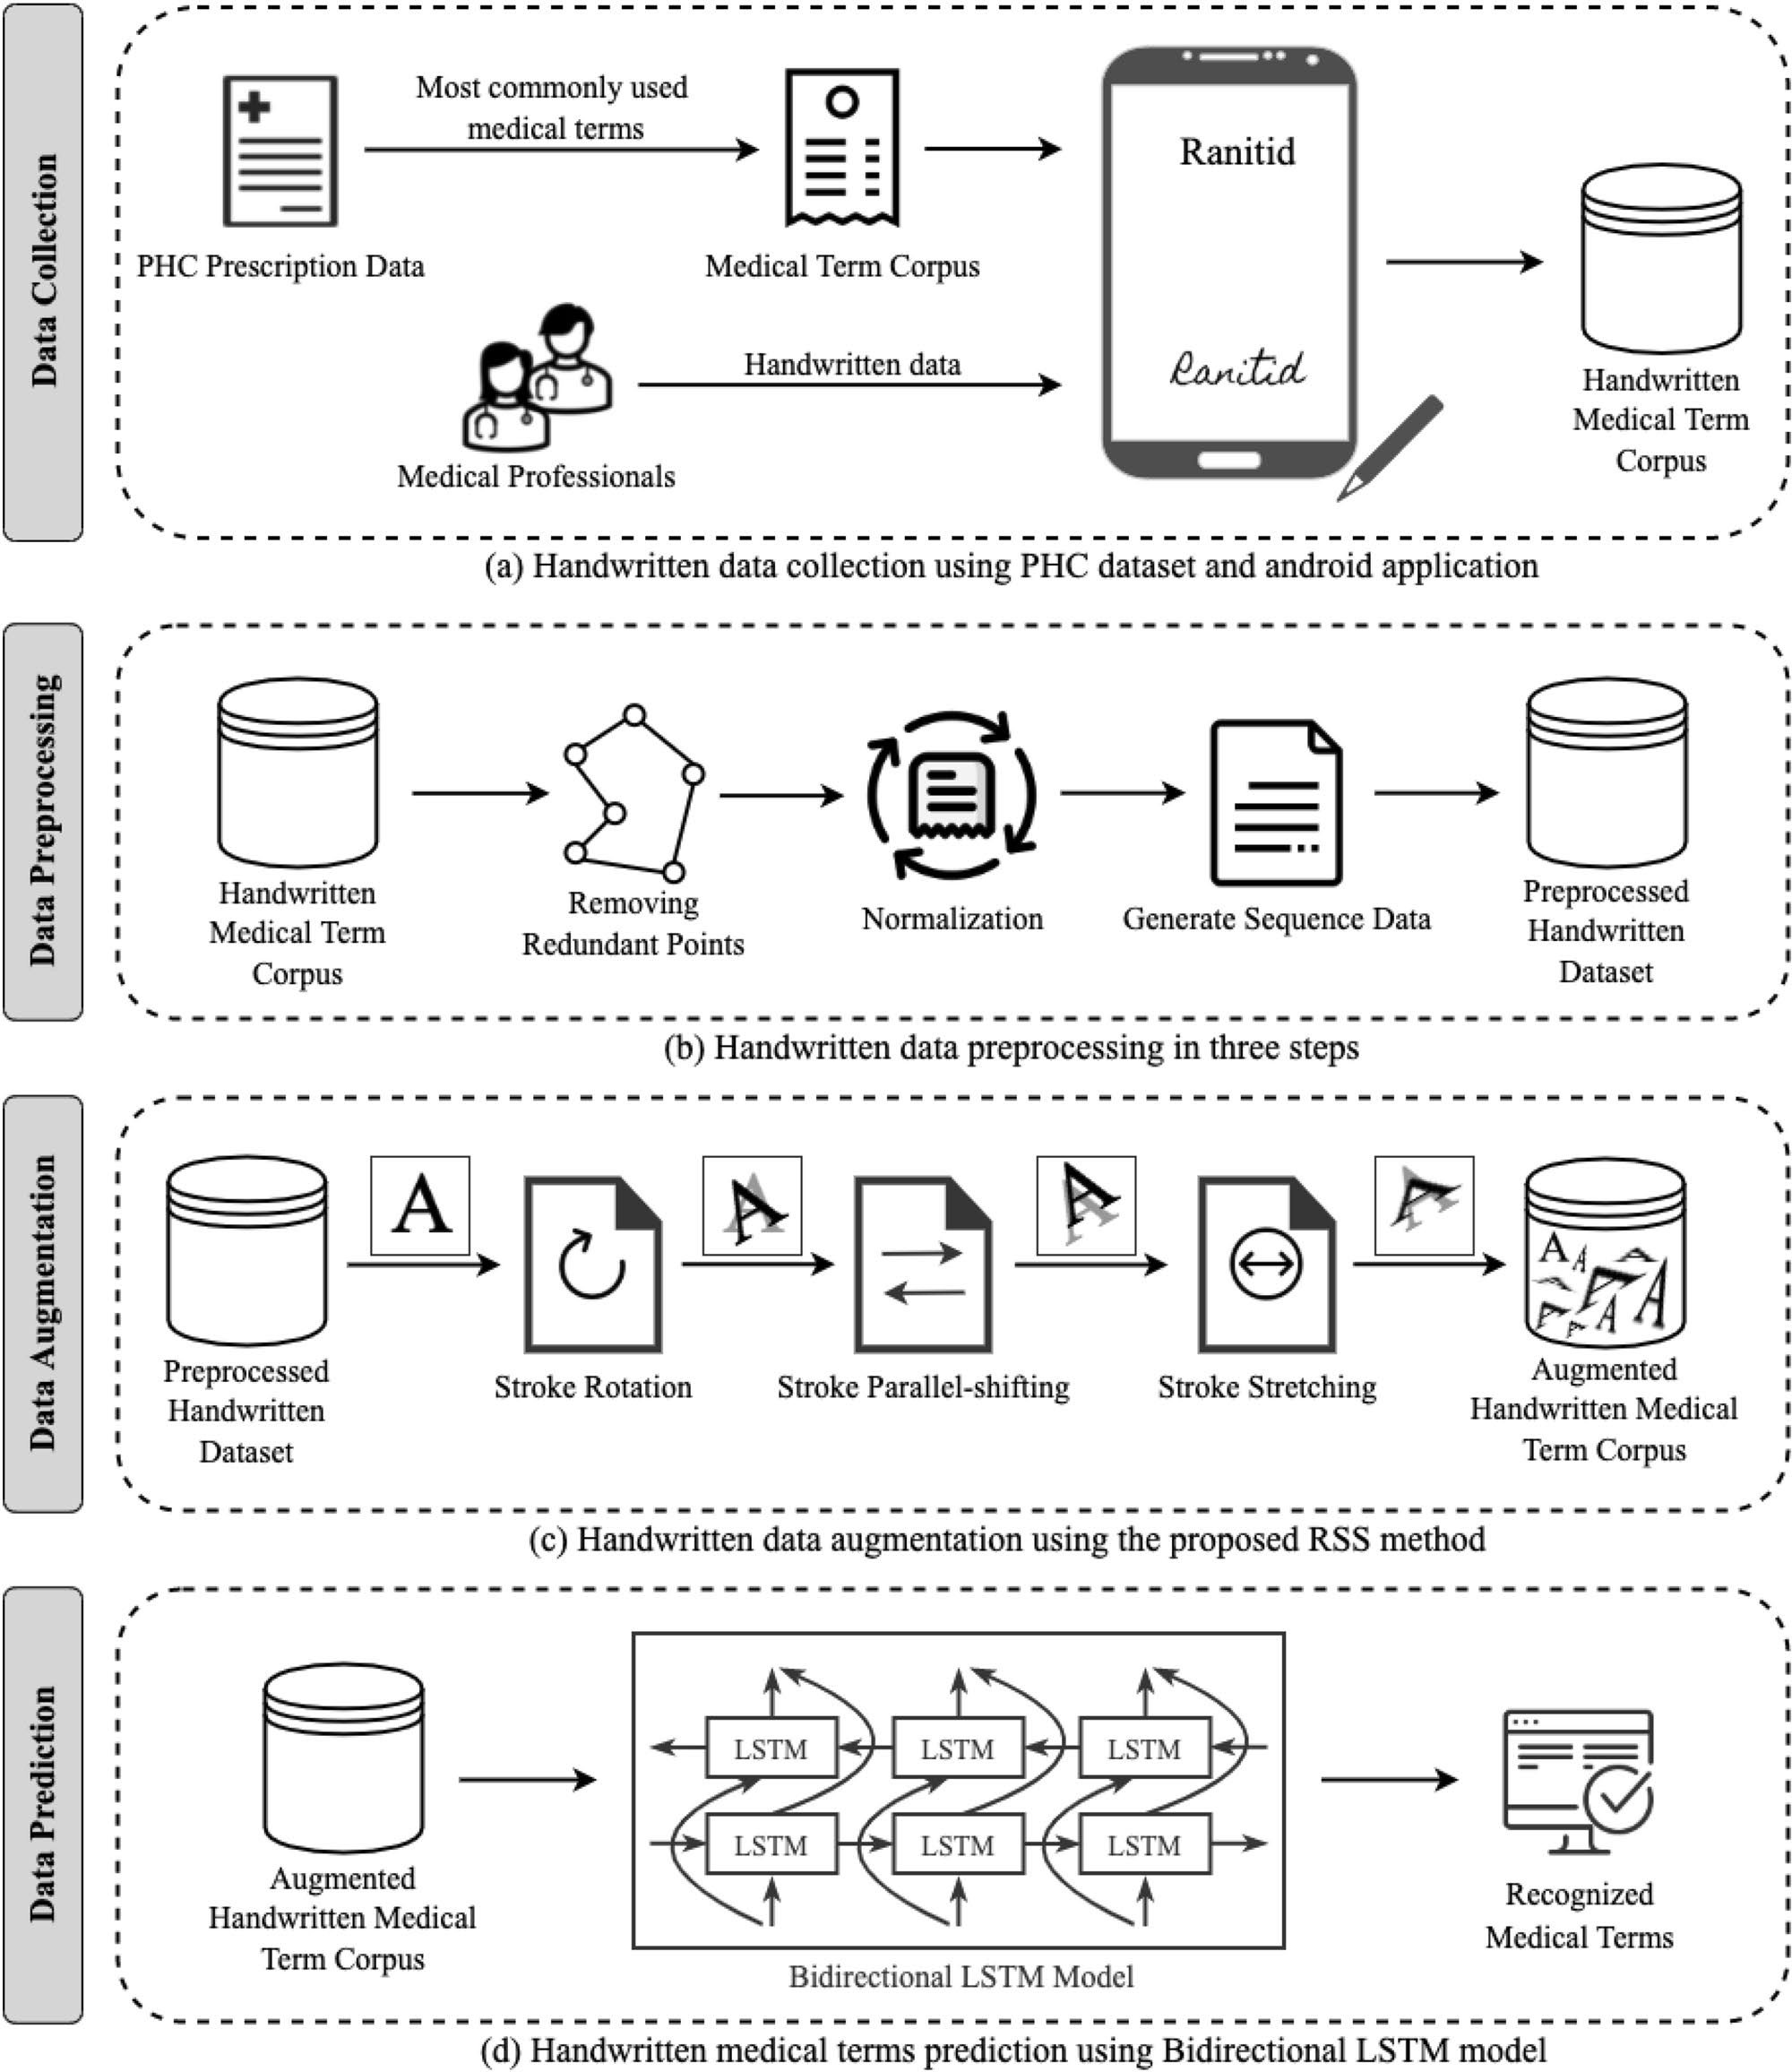 Data Collection
Most commonly used
medical terms
PHC Prescription Data
Medical Term Corpus
Ranitid
Handwritten data
Ranitid
Medical Professionals
Handwritten
Medical Term
Corpus
(a) Handwritten data collection using PHC dataset and android application
Data Preprocessing
Handwritten
Medical Term
Corpus
Removing
Redundant Points
Normalization
Generate Sequence Data
Preprocessed
Handwritten
Dataset
(b) Handwritten data preprocessing in three steps
Data Augmentation
A
A
A
A
Preprocessed
Handwritten
Dataset
Stroke Rotation
Stroke Parallel-shifting
Stroke Stretching
A A A A A A A A A
Augmented
Handwritten Medical
Term Corpus
(c) Handwritten data augmentation using the proposed RSS method
Data Prediction
Augmented
Handwritten Medical
Term Corpus
LSTM LSTM LSTM
LSTM LSTM LSTM
Bidirectional LSTM Model
Recognized
Medical Terms
(d) Handwritten medical terms prediction using Bidirectional LSTM model